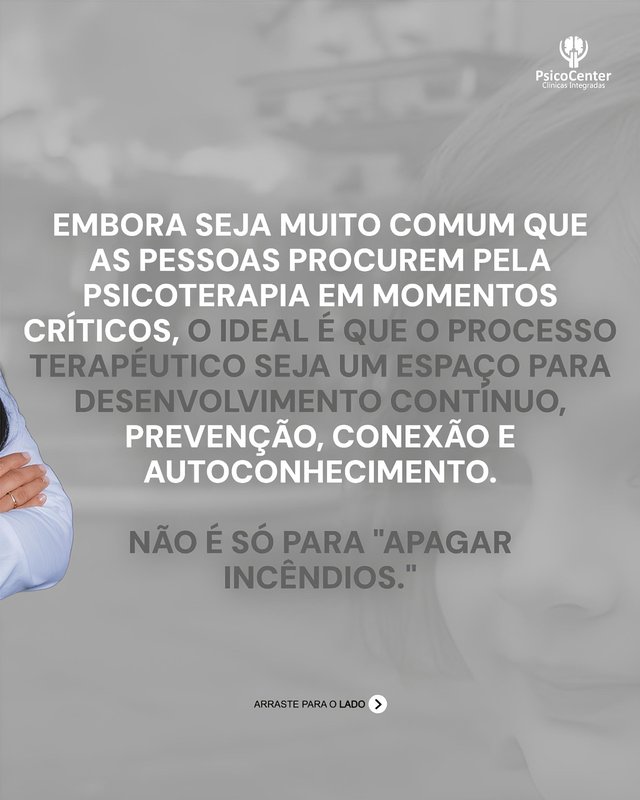 PsicoCenter
Clínicas Integradas
EMBORA SEJA MUITO COMUM QUE
AS PESSOAS PROCUREM PELA
PSICOTERAPIA EM MOMENTOS
CRÍTICOS, O IDEAL É QUE O PROCESSO
TERAPÉUTICO SEJA UM ESPAÇO PARA
DESENVOLVIMENTO CONTÍNUO,
PREVENÇÃO, CONEXÃO E
AUTOCONHECIMENTO.
NÃO É SÓ PARA "APAGAR
INCÊNDIOS."
ARRASTE PARA O LADO